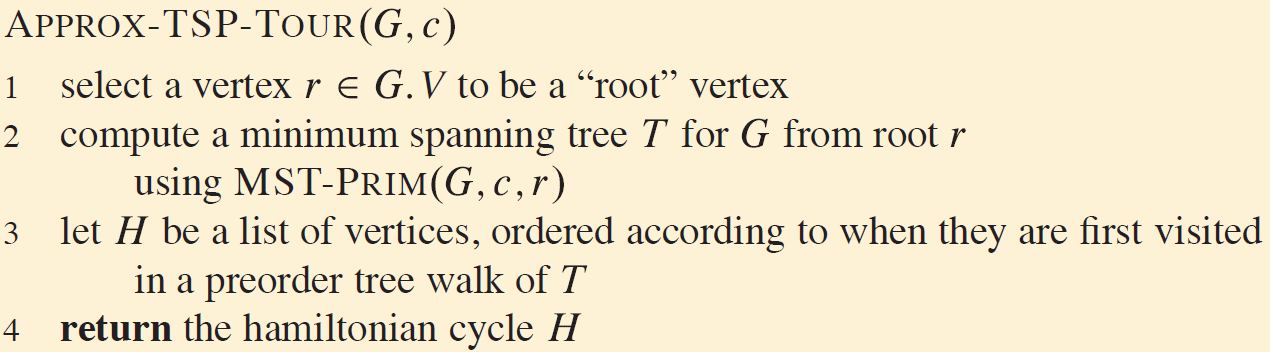 APPROX-TSP-TOUR(G, c)
1 select a vertex r ∈ G.V to be a “root” vertex
2 compute a minimum spanning tree T for G from root r
using MST-PRIM(G, c, r)
3 let H be a list of vertices, ordered according to when they are first visited
in a preorder tree walk of T
4 return the hamiltonian cycle H